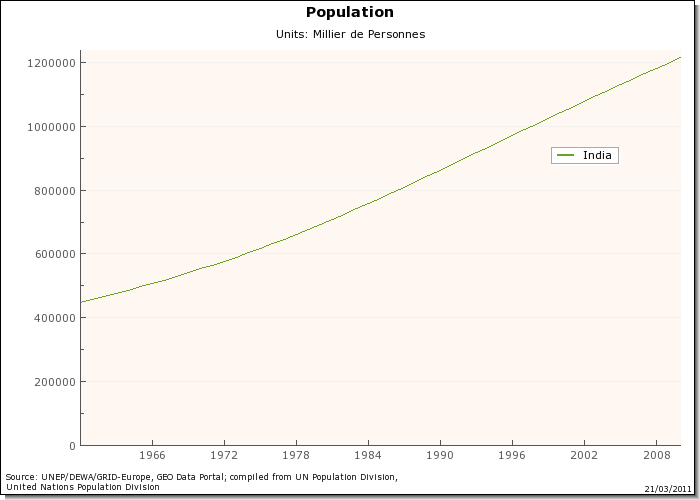 Population
Units: Millier de Personnes
1200000
1000000
India
800000
600000
400000
200000
0
1966 1972 1978 1984 1990 1996 2002 2008
Source: UNEP/DEWA/GRID-Europe, GEO Data Portal; compiled from UN Population Division,
United Nations Population Division
21/03/2011